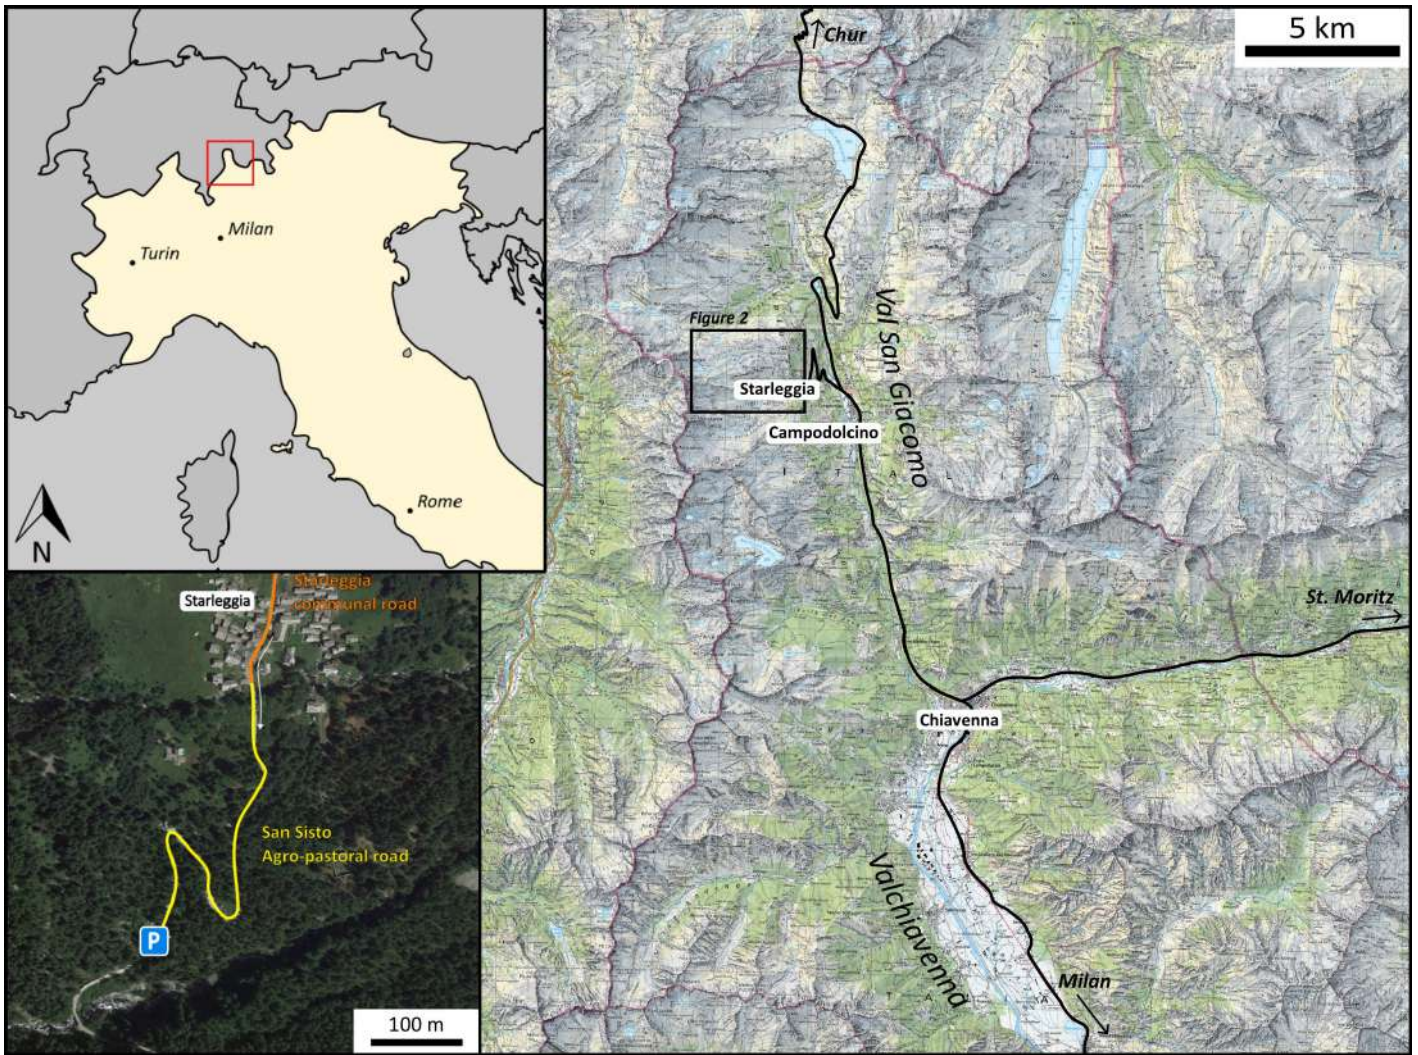 5 km
Chur
Milan
Turin
Rome
N
Figure 2
Val San Giacomo
Starleggia
Campodolcino
St. Moritz
Chiavenna
Valchiavenna
Milan
Starleggia
Starleggia
communal road
San Sisto
Agro-pastoral road
P
100 m